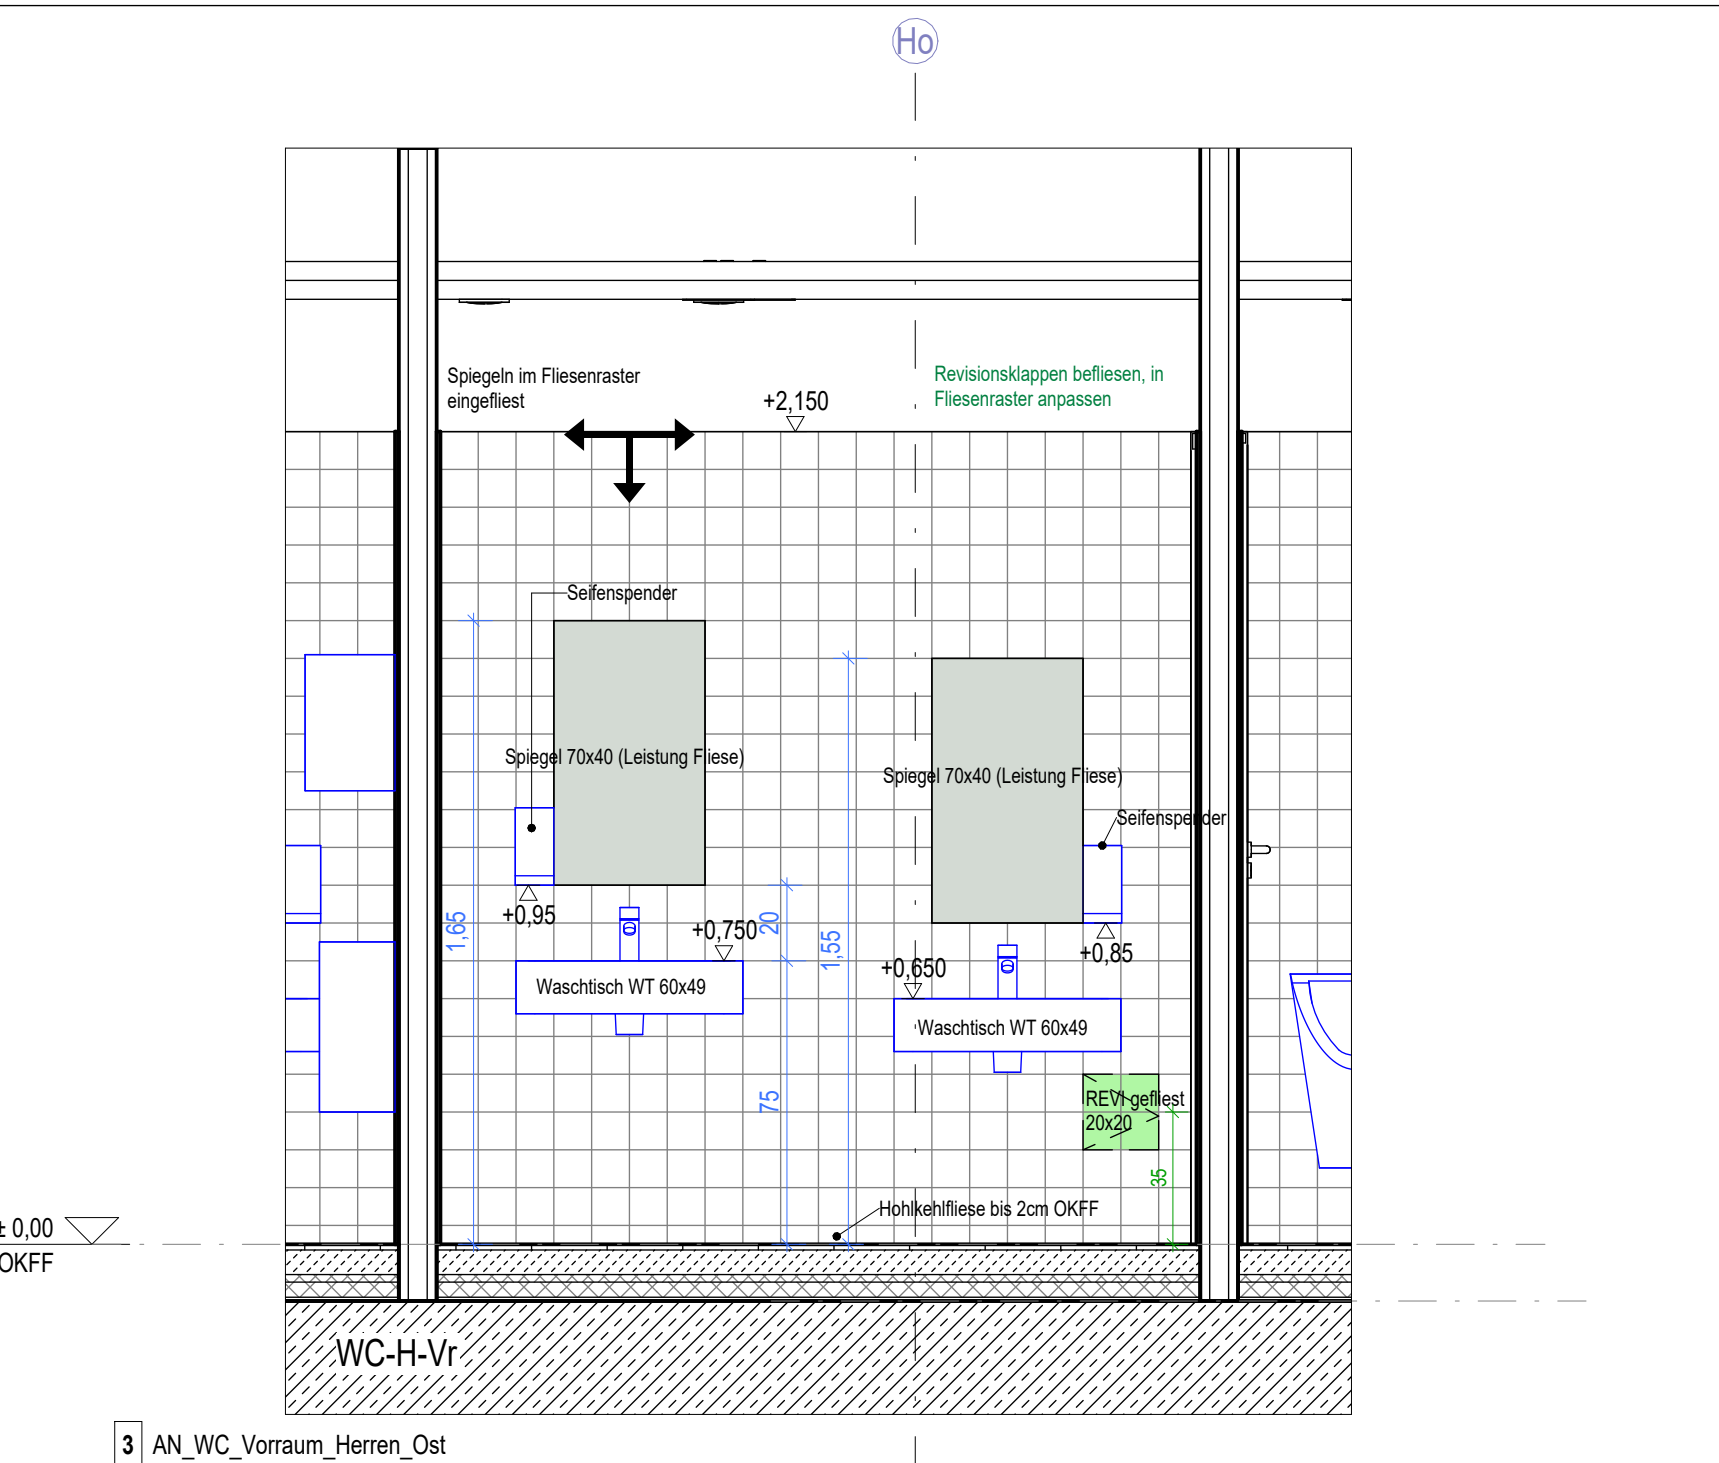 Ho
Spiegeln im Fliesenraster
eingefliest
+2,150
Revisionsklappen befliesen, in
Fliesenraster anpassen
Seifenspender
Spiegel 70x40 (Leistung Fliese)
Spiegel 70x40 (Leistung Fliese)
Seifenspender
+0,95
1,65
+0,750
20
1,55
+0,85
+0,650
Waschtisch WT 60x49
Waschtisch WT 60x49
75
REVI gefliest
20x20
35
Hohlkehlfliese bis 2cm OKFF
± 0,00
OKFF
WC-H-Vr
3 AN_WC_Vorraum_Herren_Ost